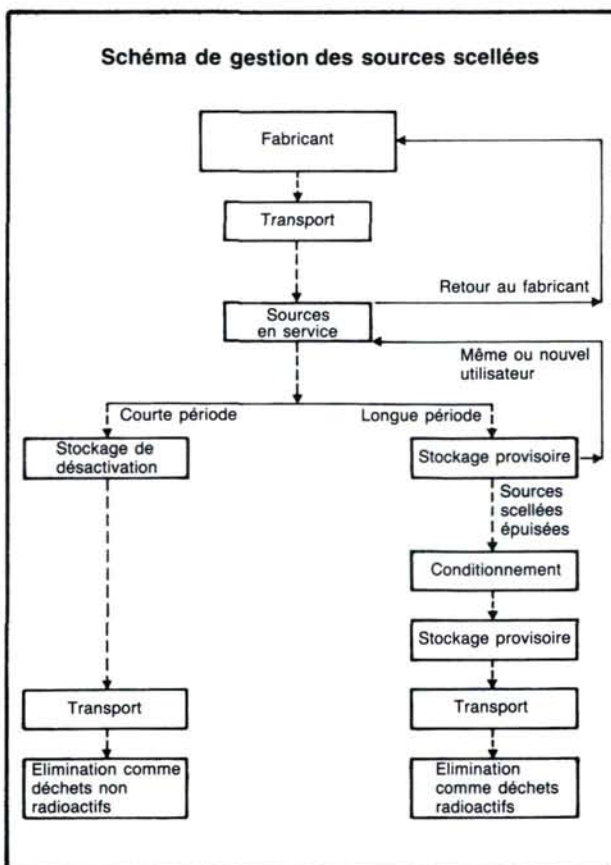 Schéma de gestion des sources scellées
Fabricant
Transport
Retour au fabricant
Sources
en service
Même ou nouvel
utilisateur
Courte période
Longue période
Stockage de
désactivation
Stockage provisoire
Sources
scellées
épuisées
Conditionnement
Stockage provisoire
Transport
Transport
Elimination comme
déchets non
radioactifs
Elimination
comme déchets
radioactifs